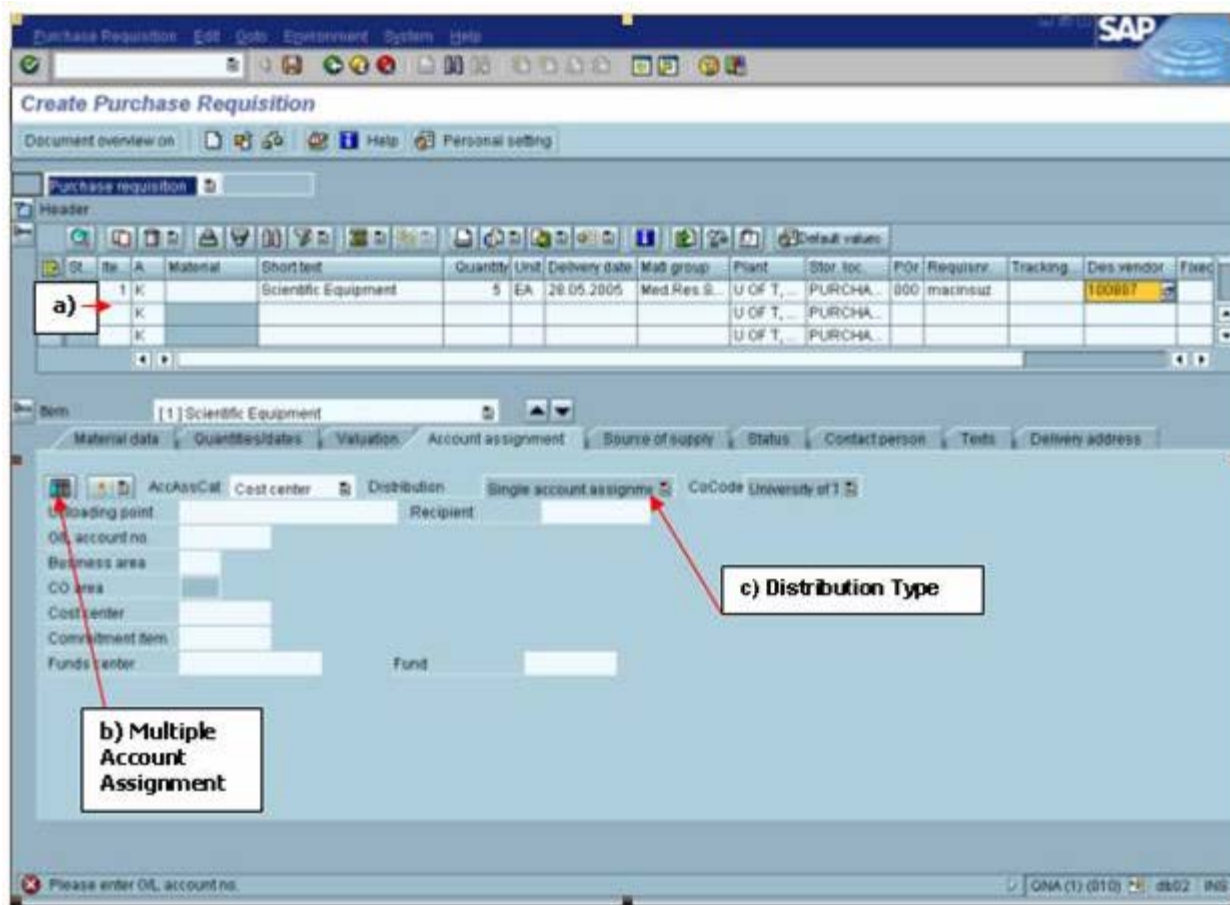 Purchase Requisition Edit Goto Environment System Help
SAP
Create Purchase Requisition
Document overview on Help Personal setting
Purchase requisition
Header
Default values
St. Ite. A Material Short text Quantity Unit Delivery date Matl group Plant Stor. loc. PGr Requisnr. Tracking Des.vendor Fixed
1 K Scientific Equipment 5 EA 28.05.2005 Med.Res.S... U OF T,... PURCHA... 000 macinsuz 100887
a)
K U OF T,... PURCHA...
K U OF T,... PURCHA...
Item [ 1 ] Scientific Equipment
Material data Quantities/dates Valuation Account assignment Source of supply Status Contact person Texts Delivery address
AccAssCat Cost center Distribution Single account assignme CoCode University of T
Unloading point Recipient
G/L account no.
Business area
CO area
c) Distribution Type
Cost center
Commitment item
Funds center Fund
b) Multiple
Account
Assignment
Please enter G/L account no. QNA (1) (010) db02 INS